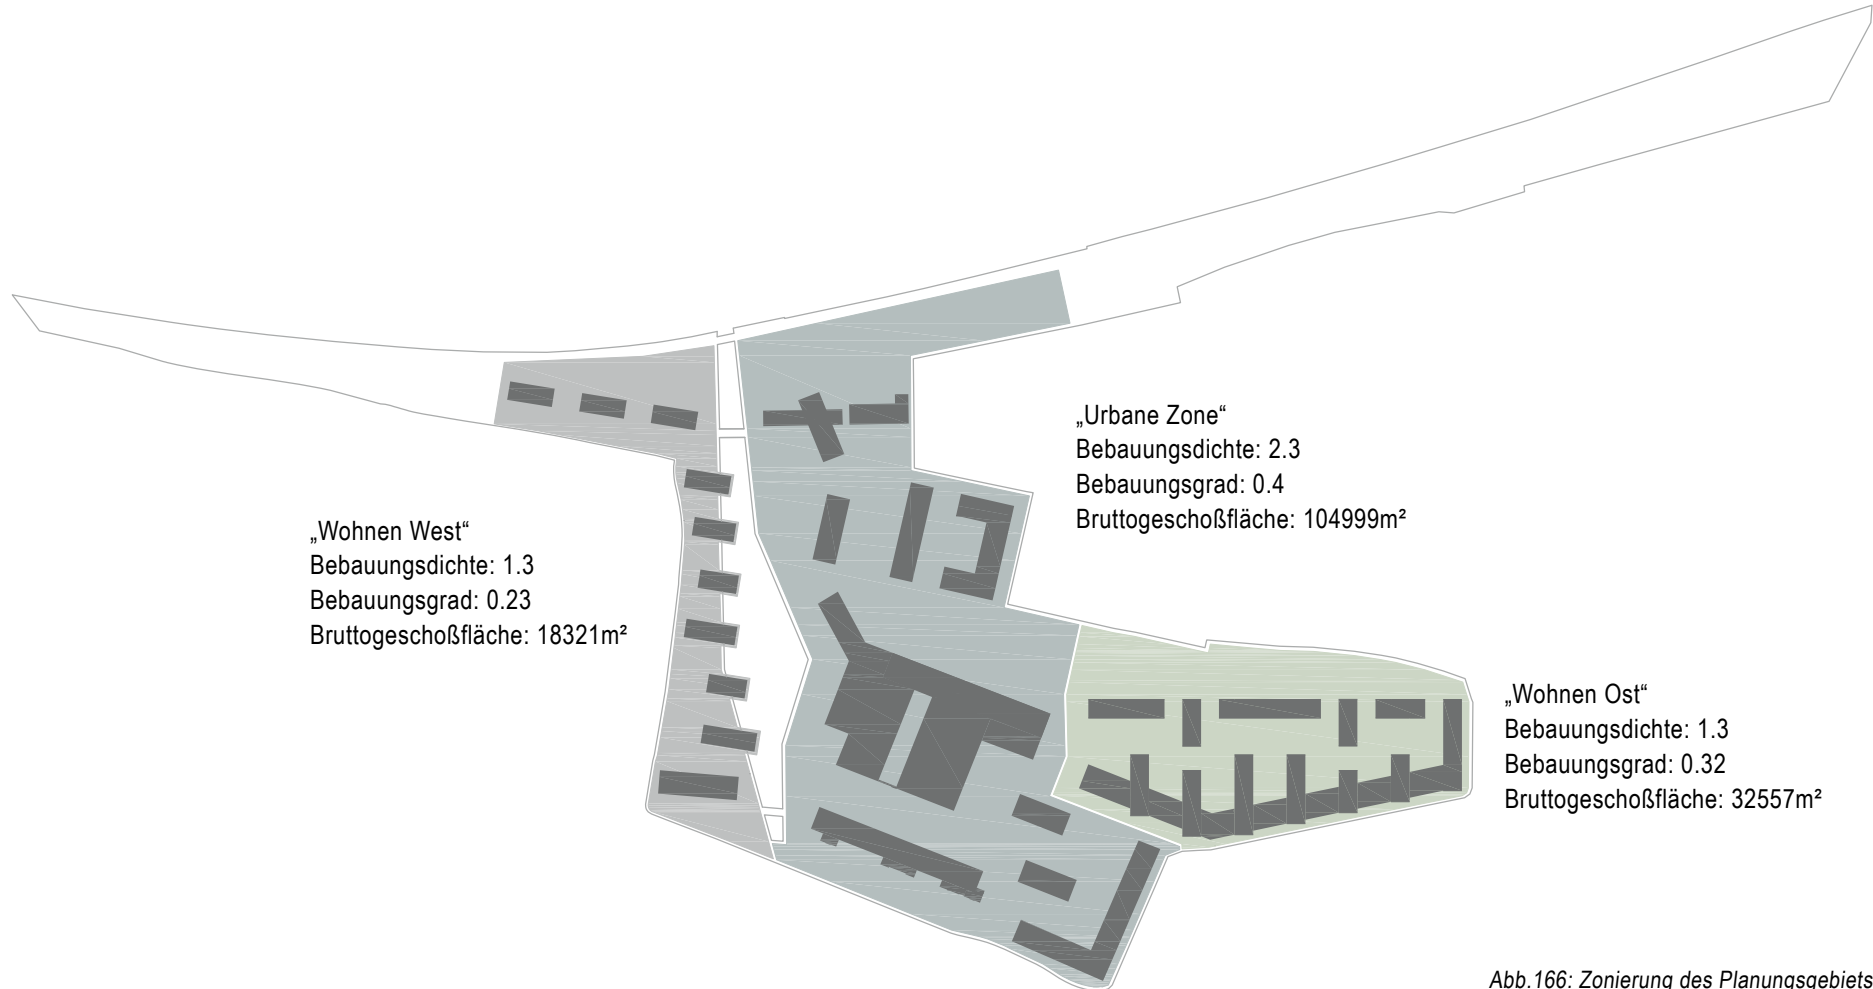 „Urbane Zone“
Bebauungsdichte: 2.3
Bebauungsgrad: 0.4
Bruttogeschoßfläche: 104999m²
„Wohnen West“
Bebauungsdichte: 1.3
Bebauungsgrad: 0.23
Bruttogeschoßfläche: 18321m²
„Wohnen Ost“
Bebauungsdichte: 1.3
Bebauungsgrad: 0.32
Bruttogeschoßfläche: 32557m²
Abb.166: Zonierung des Planungsgebiets